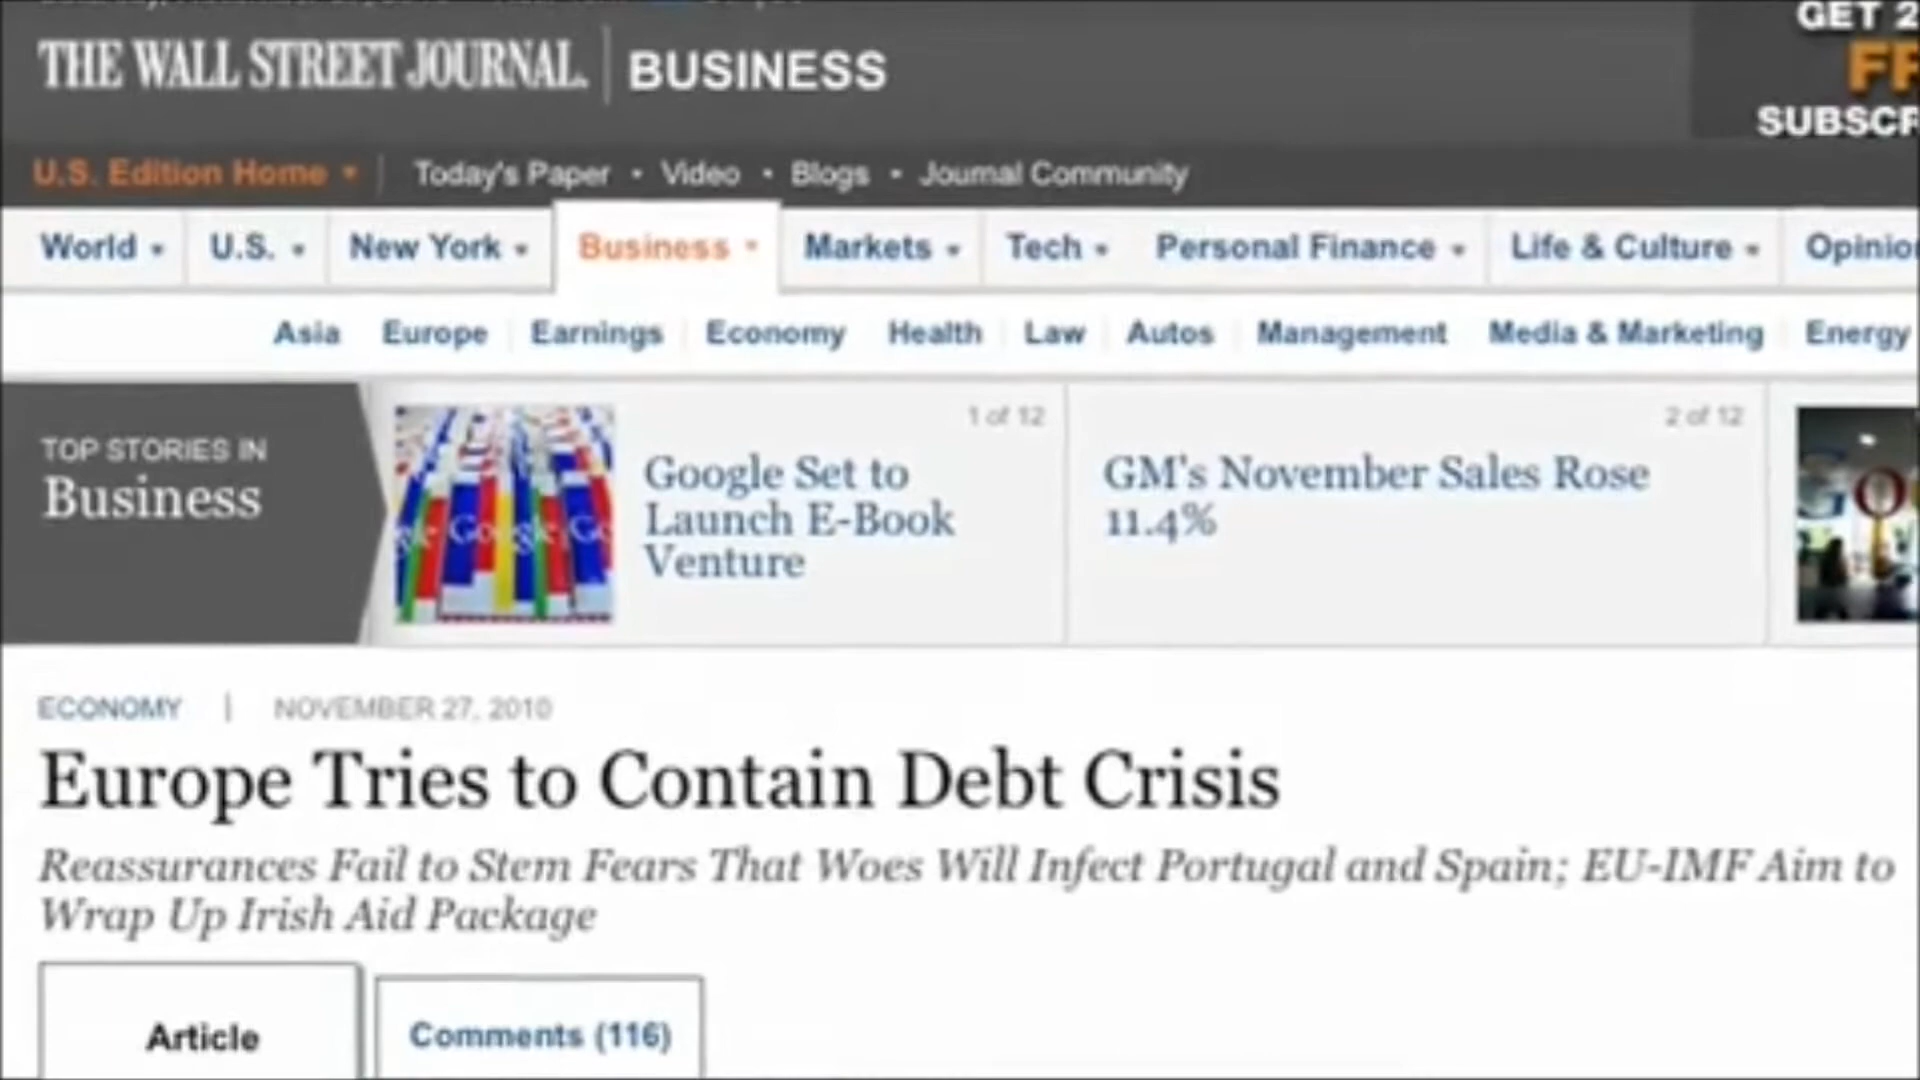 GET 2
THE WALL STREET JOURNAL. BUSINESS
SUBSCR
U.S. Edition Home Today's Paper • Video • Blogs • Journal Community
World U.S. New York Business Markets Tech Personal Finance Life & Culture Opinio
Asia Europe Earnings Economy Health Law Autos Management Media & Marketing Energy
TOP STORIES IN
Business
1 of 12
Google Set to
Launch E-Book
Venture
2 of 12
GM's November Sales Rose
11.4%
ECONOMY | NOVEMBER 27, 2010
Europe Tries to Contain Debt Crisis
Reassurances Fail to Stem Fears That Woes Will Infect Portugal and Spain; EU-IMF Aim to
Wrap Up Irish Aid Package
Article Comments (116)